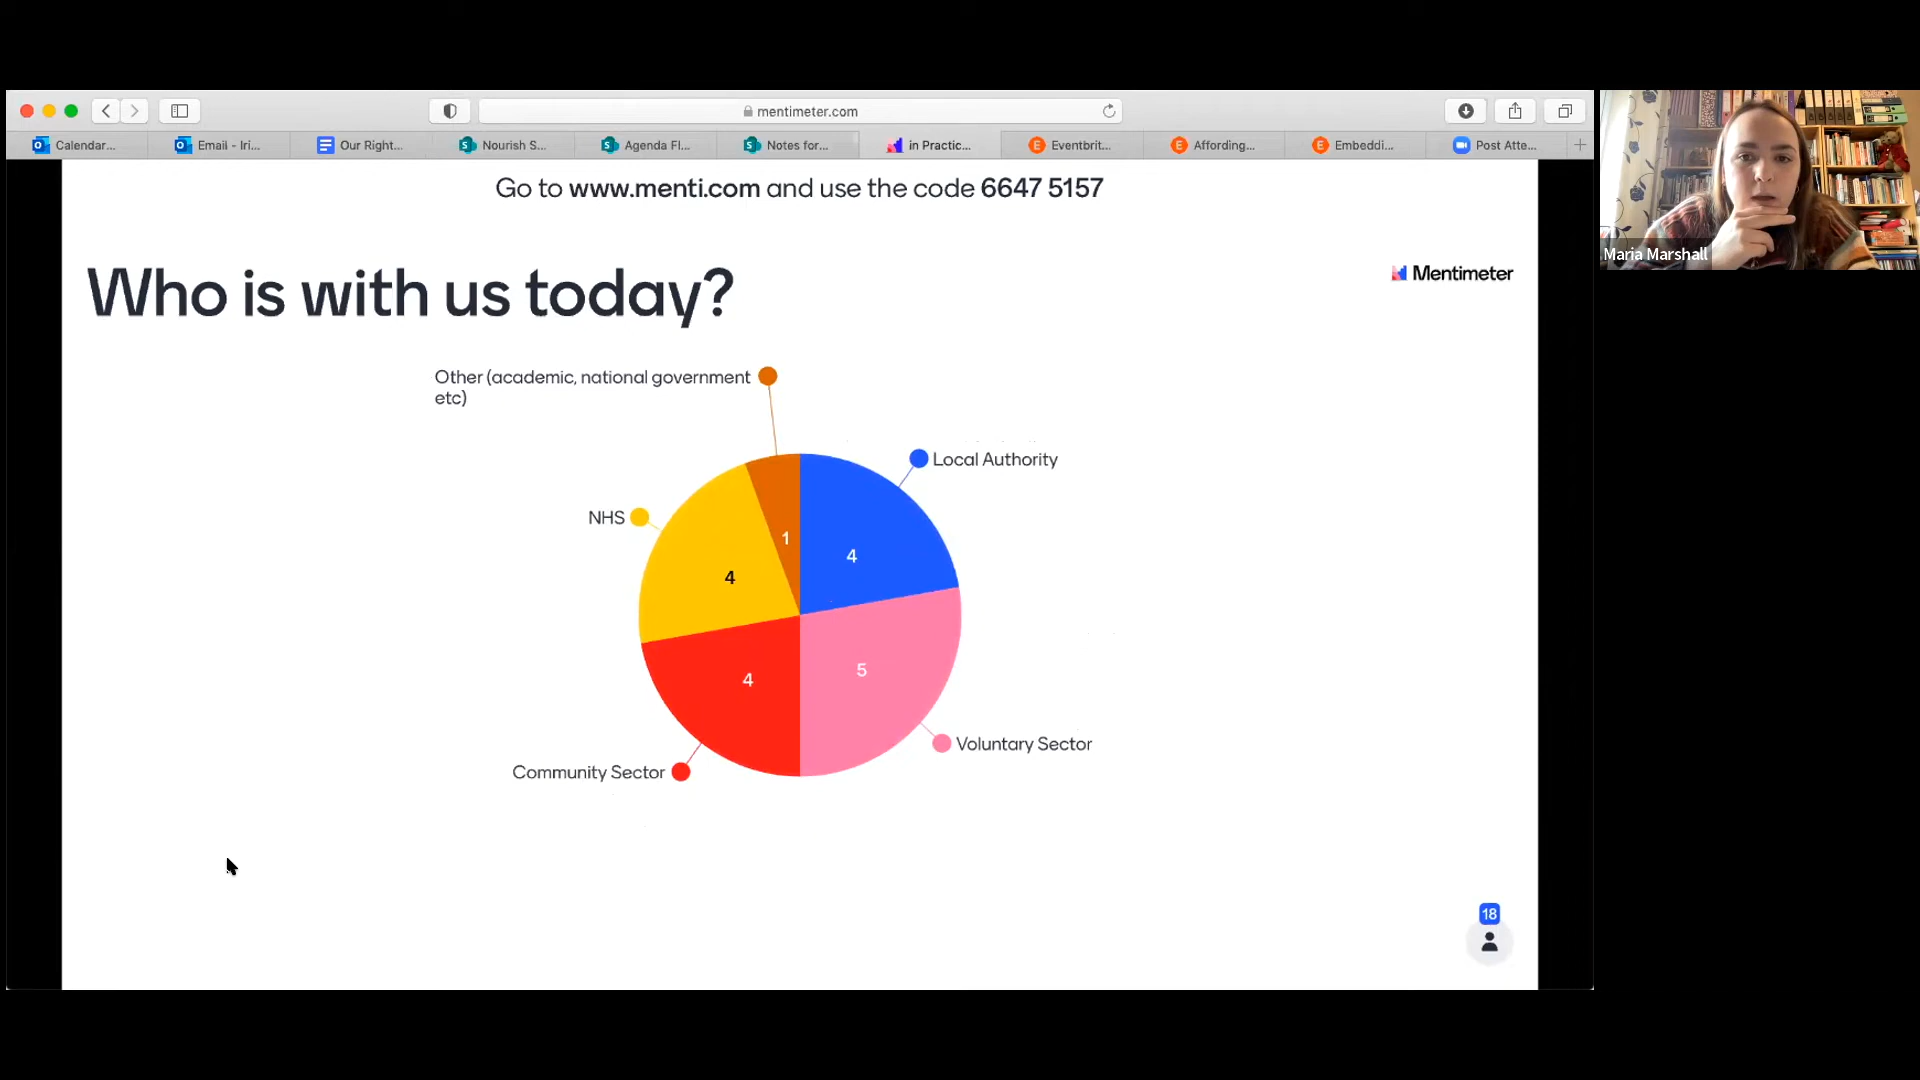 mentimeter.com
Calendar...
Email - Iri...
Our Right...
Nourish S...
Agenda Fl...
Notes for...
in Practic...
Eventbrit...
Affording...
Embeddi...
Post Atte...
Go to www.menti.com and use the code 6647 5157
Who is with us today?
Mentimeter
Maria Marshall
Other (academic, national government
etc)
Local Authority
NHS
1
4
4
4
5
Voluntary Sector
Community Sector
18